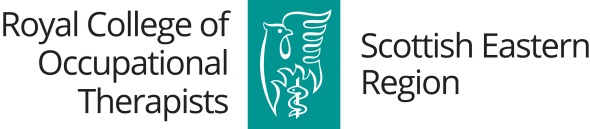 Royal College of
Occupational
Therapists
Scottish Eastern
Region